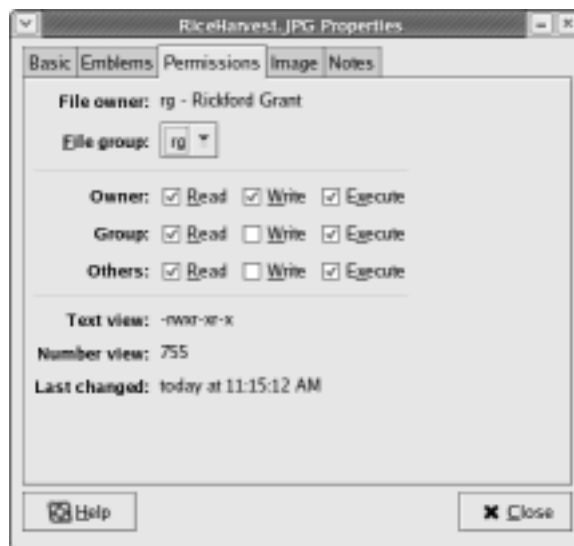 RiceHarvest.JPG Properties
Basic Emblems Permissions Image Notes
File owner: rg - Rickford Grant
File group: rg
Owner: Read Write Execute
Group: Read Write Execute
Others: Read Write Execute
Text view: -rwxr-xr-x
Number view: 755
Last changed: today at 11:15:12 AM
Help Close